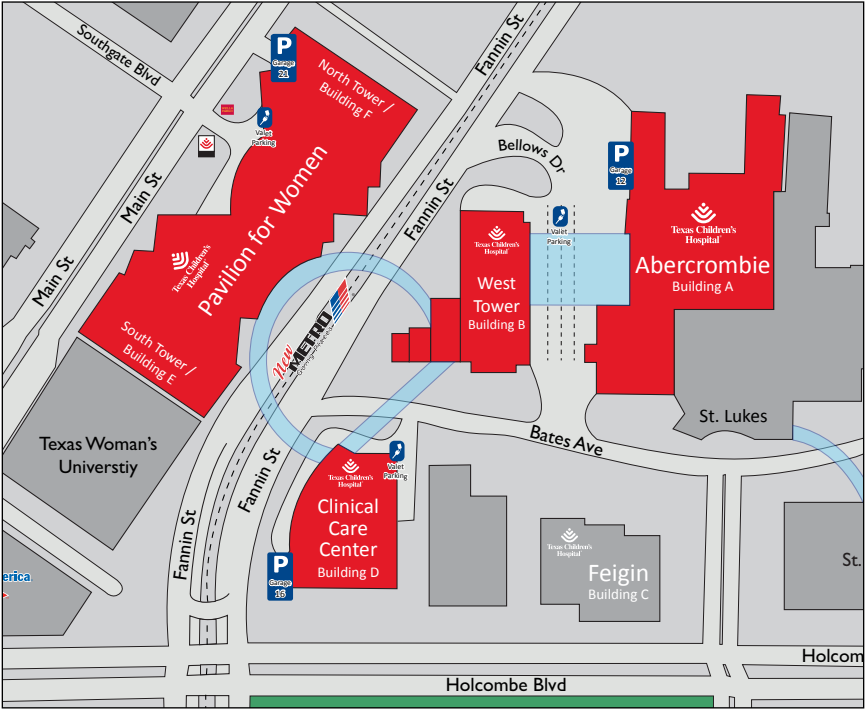 Southgate Blvd
Fannin St
Fannin St
P
Garage
21
North Tower /
Building F
Valet
Parking
Main St
Main St
Pavilion for Women
Texas Children's
Hospital
South Tower /
Building E
Bellows Dr
Fannin St
P
Garage
12
Valet
Parking
Texas Children's
Hospital
West
Tower
Building B
Texas Children's
Hospital
Abercrombie
Building A
New
METRO
St. Lukes
Texas Woman's
Universtiy
Bates Ave
Fannin St
Fannin St
Valet
Parking
Texas Children's
Hospital
Clinical
Care
Center
Building D
P
Garage
16
Texas Children's
Hospital
Feigin
Building C
St.
erica
Holcom
Holcombe Blvd